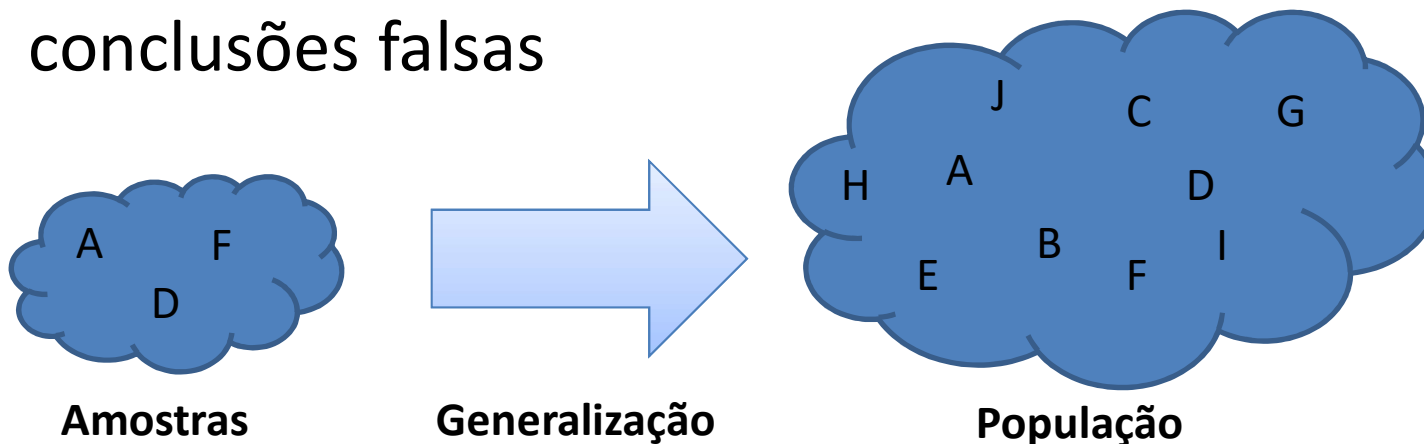 conclusões falsas
J C G
H A D
A F B I
E F
D
Amostras Generalização População